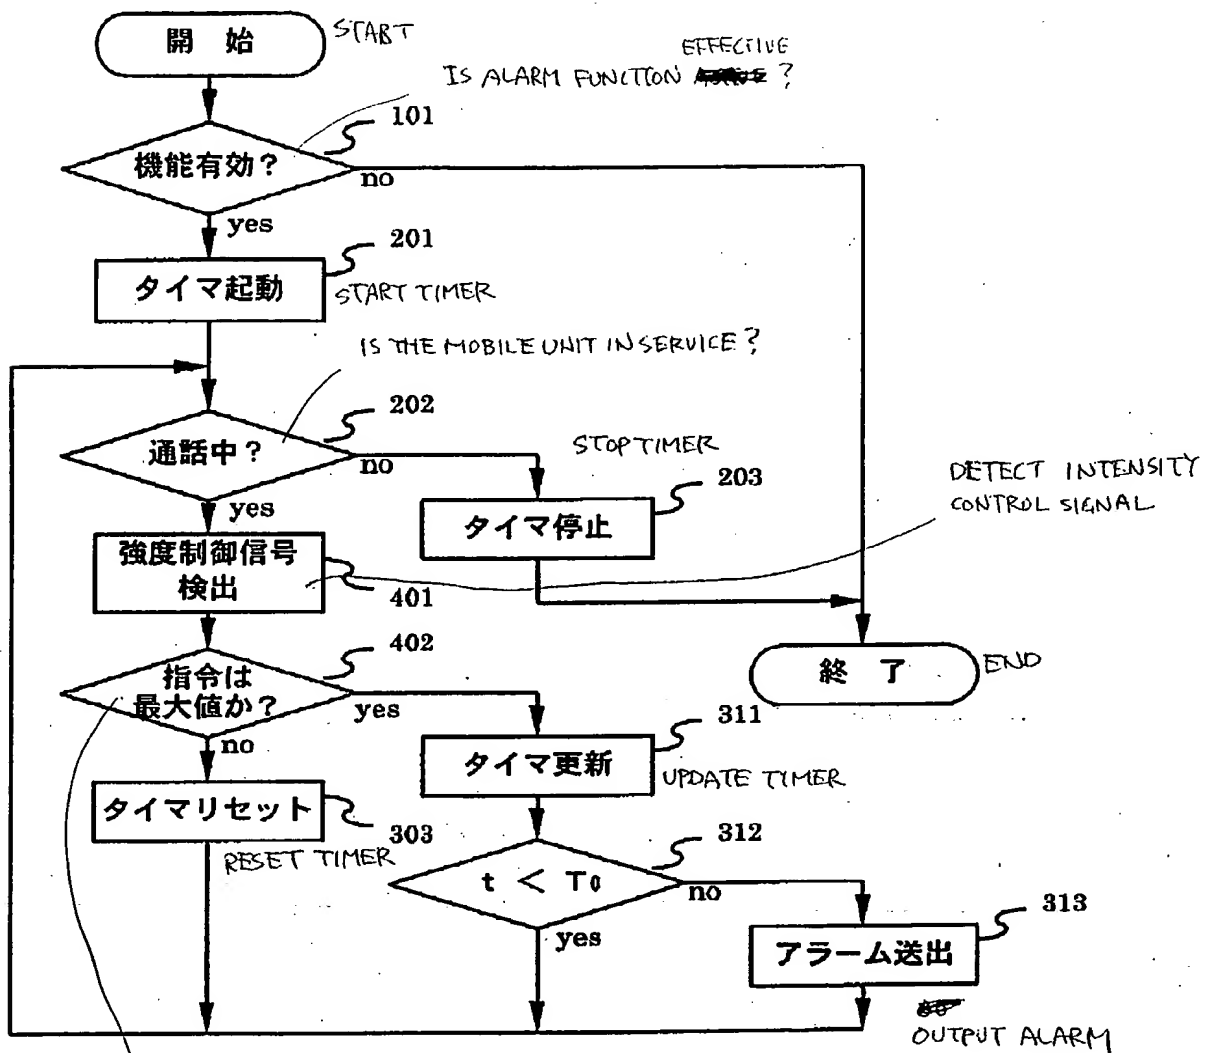 開 始
START
EFFECTIVE
IS ALARM FUNCTION ?
101
機能有効?
no
yes
201
タイマ起動
START TIMER
IS THE MOBILE UNIT IN SERVICE?
202
通話中?
no
STOP TIMER
203
DETECT INTENSITY
CONTROL SIGNAL
yes
タイマ停止
強度制御信号
検出
401
402
終 了
END
指令は
最大値か?
yes
311
no
タイマ更新
UPDATE TIMER
タイマリセット
303
RESET TIMER
312
t < T0
no
313
yes
アラーム送出
OUTPUT ALARM